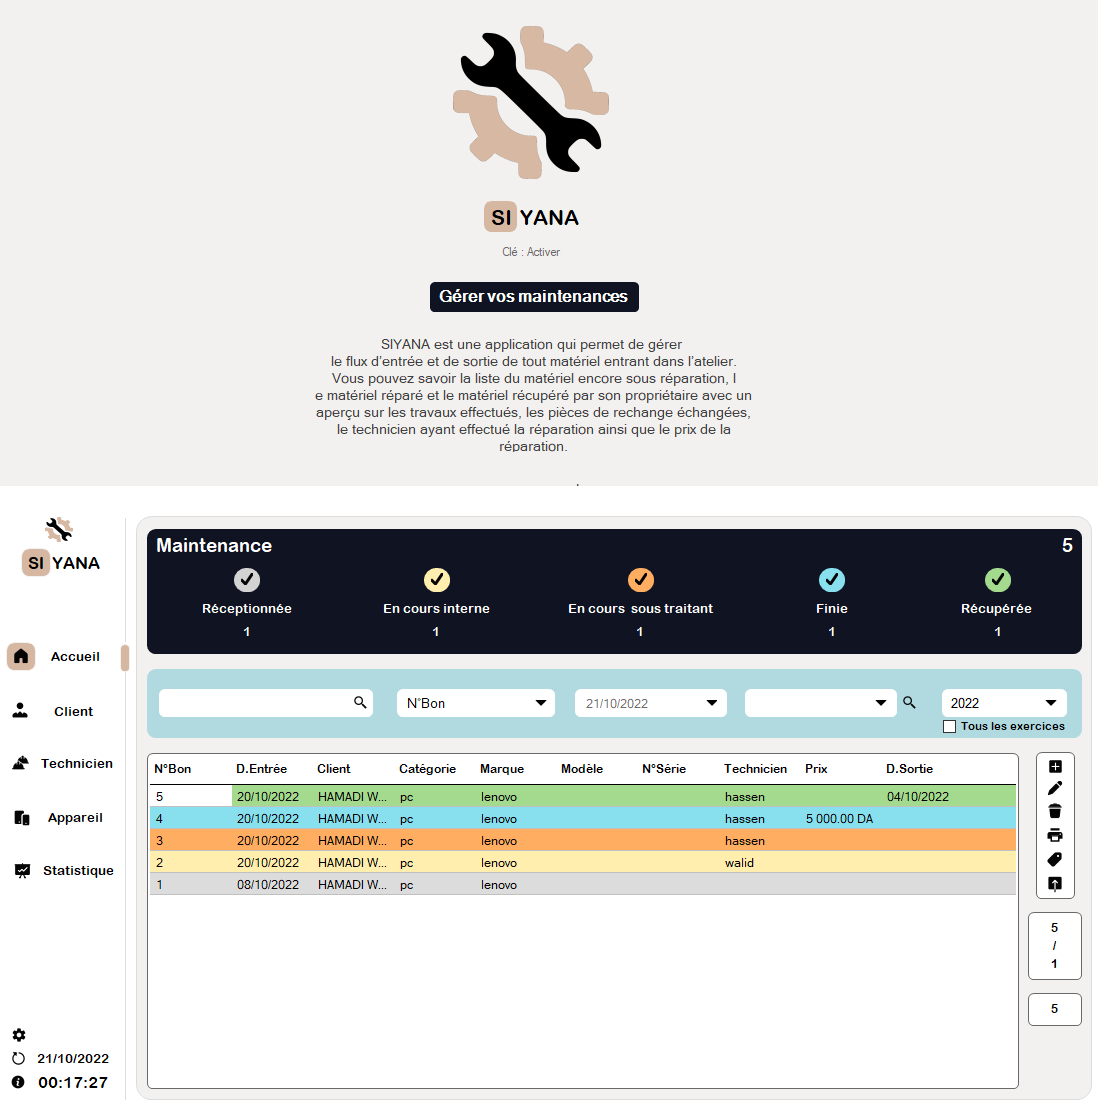 SI YANA
Clé : Activer
Gérer vos maintenances
SIYANA est une application qui permet de gérer
le flux d'entrée et de sortie de tout matériel entrant dans l'atelier.
Vous pouvez savoir la liste du matériel encore sous réparation, l
e matériel réparé et le matériel récupéré par son propriétaire avec un
aperçu sur les travaux effectués, les pièces de rechange échangées,
le technicien ayant effectué la réparation ainsi que le prix de la
réparation.
SI YANA
Accueil
Client
Technicien
Appareil
Statistique
21/10/2022
00:17:27
Maintenance 5
Réceptionnée En cours interne En cours sous traitant Finie Récupérée
1 1 1 1 1
N°Bon 21/10/2022 2022
Tous les exercices
N°Bon D.Entrée Client Catégorie Marque Modèle N°Série Technicien Prix D.Sortie
5 20/10/2022 HAMADI W... pc lenovo hassen 04/10/2022
4 20/10/2022 HAMADI W... pc lenovo hassen 5 000.00 DA
3 20/10/2022 HAMADI W... pc lenovo hassen
2 20/10/2022 HAMADI W... pc lenovo walid
1 08/10/2022 HAMADI W... pc lenovo
5
/
1
5